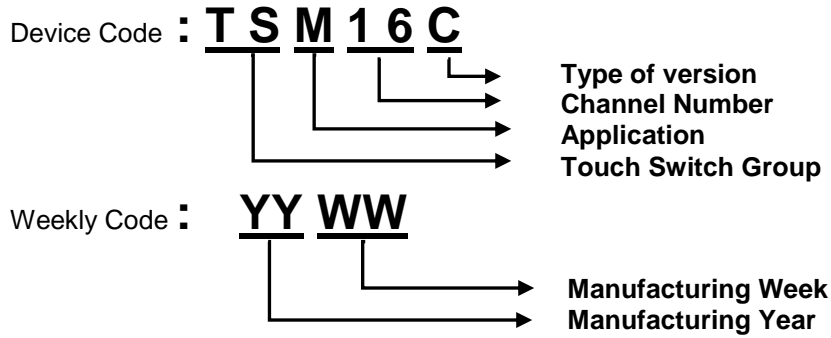 Device Code : T S M 1 6 C
Type of version
Channel Number
Application
Touch Switch Group
Weekly Code : YY WW
Manufacturing Week
Manufacturing Year